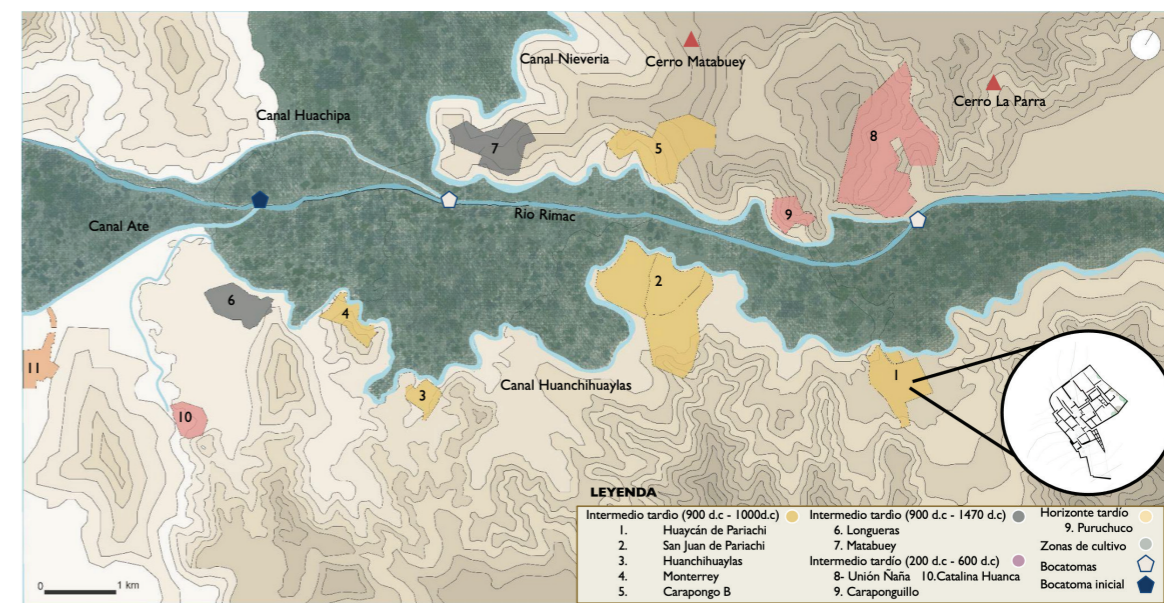 Canal Nieveria
Cerro Matabuey
Cerro La Parra
Canal Huachipa
7
5
8
9
Río Rimac
Canal Ate
6
4
2
11
3
Canal Huanchihuaylas
1
10
0 1 km
LEYENDA
Intermedio tardío (900 d.c - 1000d.c)
1. Huaycán de Pariachi
2. San Juan de Pariachi
3. Huanchihuaylas
4. Monterrey
5. Carapongo B
Intermedio tardío (900 d.c - 1470 d.c)
6. Longueras
7. Matabuey
Intermedio tardío (200 d.c - 600 d.c)
8- Unión Ñaña 10.Catalina Huanca
9. Caraponguillo
Horizonte tardío
9. Puruchuco
Zonas de cultivo
Bocatomas
Bocatoma inicial